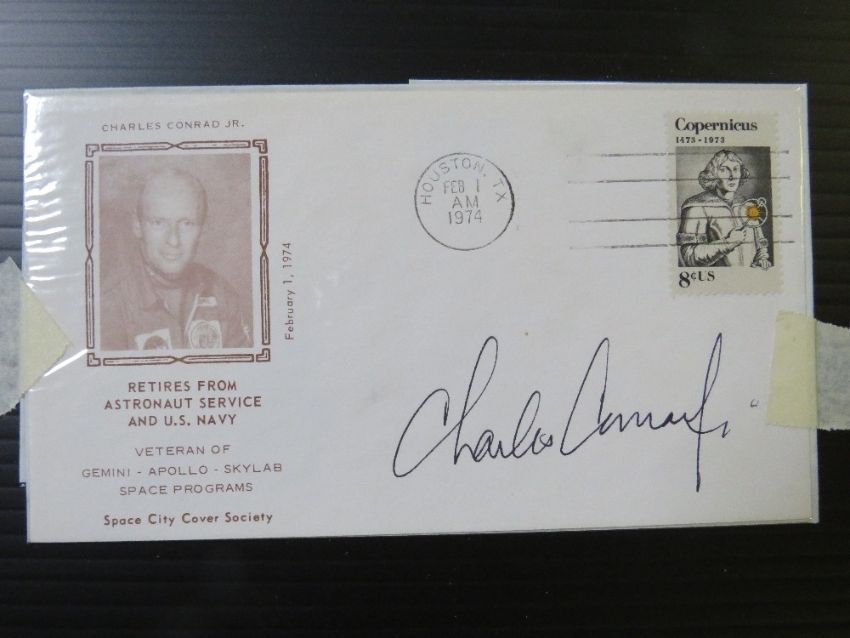 CHARLES CONRAD JR.
February 1, 1974
RETIRES FROM
ASTRONAUT SERVICE
AND U.S. NAVY
VETERAN OF
GEMINI - APOLLO - SKYLAB
SPACE PROGRAMS
Space City Cover Society
HOUSTON, TX
FEB 1
AM
1974
Copernicus
1473 - 1973
8¢ US
Charles Conrad Jr.